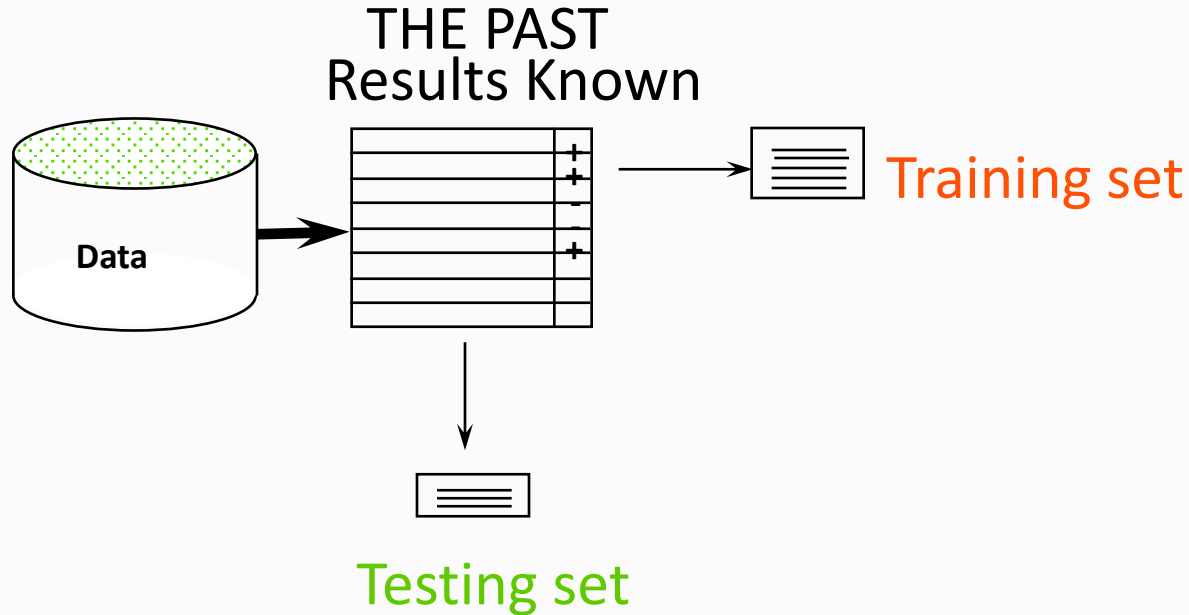 THE PAST
Results Known
Data
+
+
-
-
+
Training set
Testing set